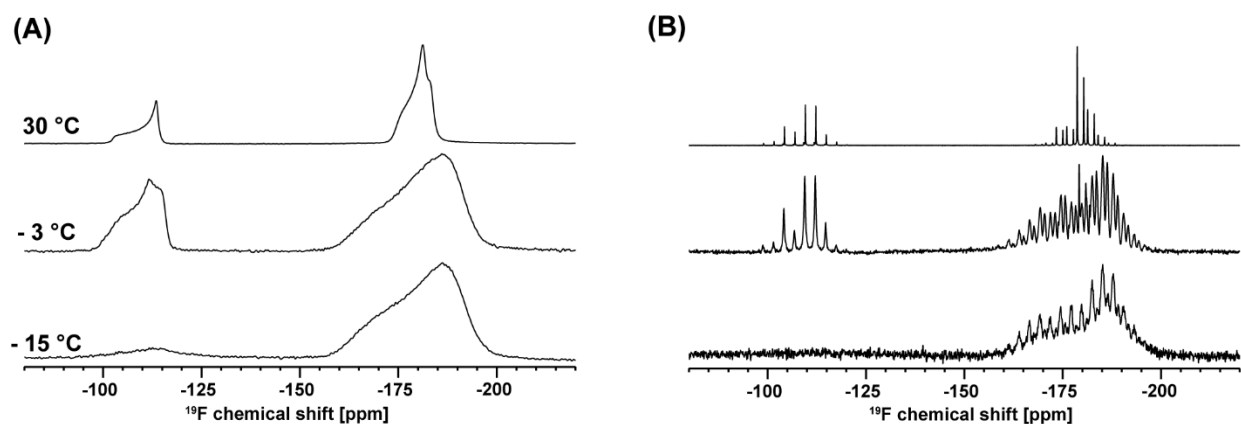 (A)
30 °C
- 3 °C
- 15 °C
-100 -125 -150 -175 -200
¹⁹F chemical shift [ppm]
(B)
-100 -125 -150 -175 -200
¹⁹F chemical shift [ppm]